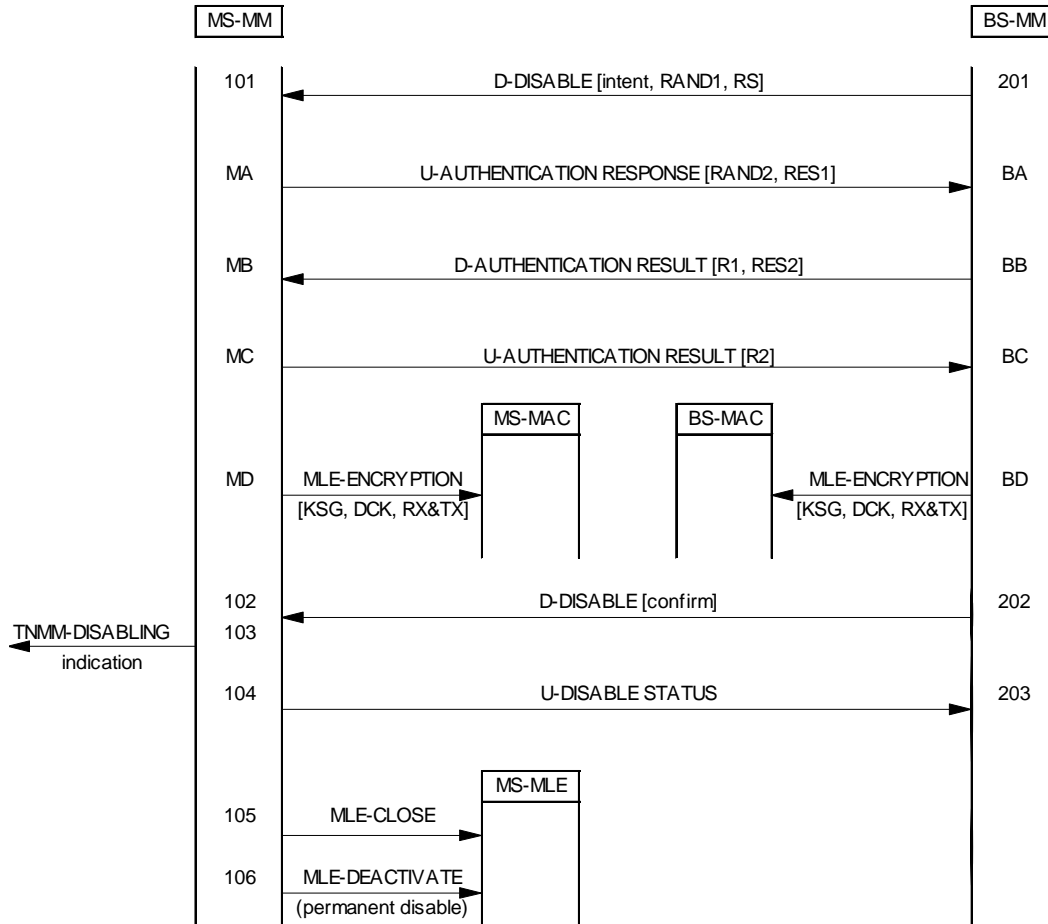 MS-MM BS-MM
101 D-DISABLE [intent, RAND1, RS] 201
MA U-AUTHENTICATION RESPONSE [RAND2, RES1] BA
MB D-AUTHENTICATION RESULT [R1, RES2] BB
MC U-AUTHENTICATION RESULT [R2] BC
MS-MAC BS-MAC
MD MLE-ENCRYPTION MLE-ENCRYPTION BD
[KSG, DCK, RX&TX] [KSG, DCK, RX&TX]
102 D-DISABLE [confirm] 202
TNMM-DISABLING 103
indication
104 U-DISABLE STATUS 203
MS-MLE
105 MLE-CLOSE
106 MLE-DEACTIVATE
(permanent disable)